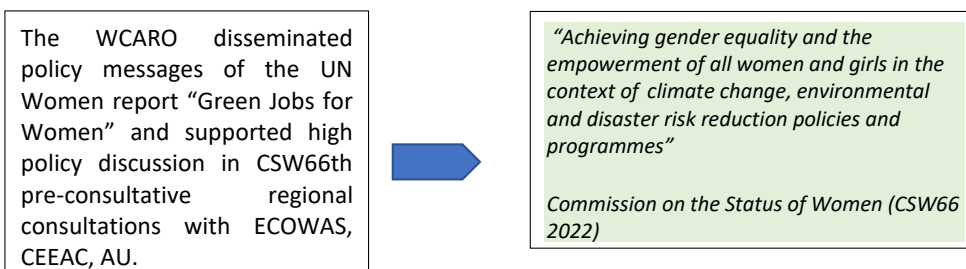 The WCARO disseminated
policy messages of the UN
Women report “Green Jobs for
Women” and supported high
policy discussion in CSW66th
pre-consultative regional
consultations with ECOWAS,
CEEAC, AU.
“Achieving gender equality and the
empowerment of all women and girls in the
context of climate change, environmental
and disaster risk reduction policies and
programmes”
Commission on the Status of Women (CSW66
2022)